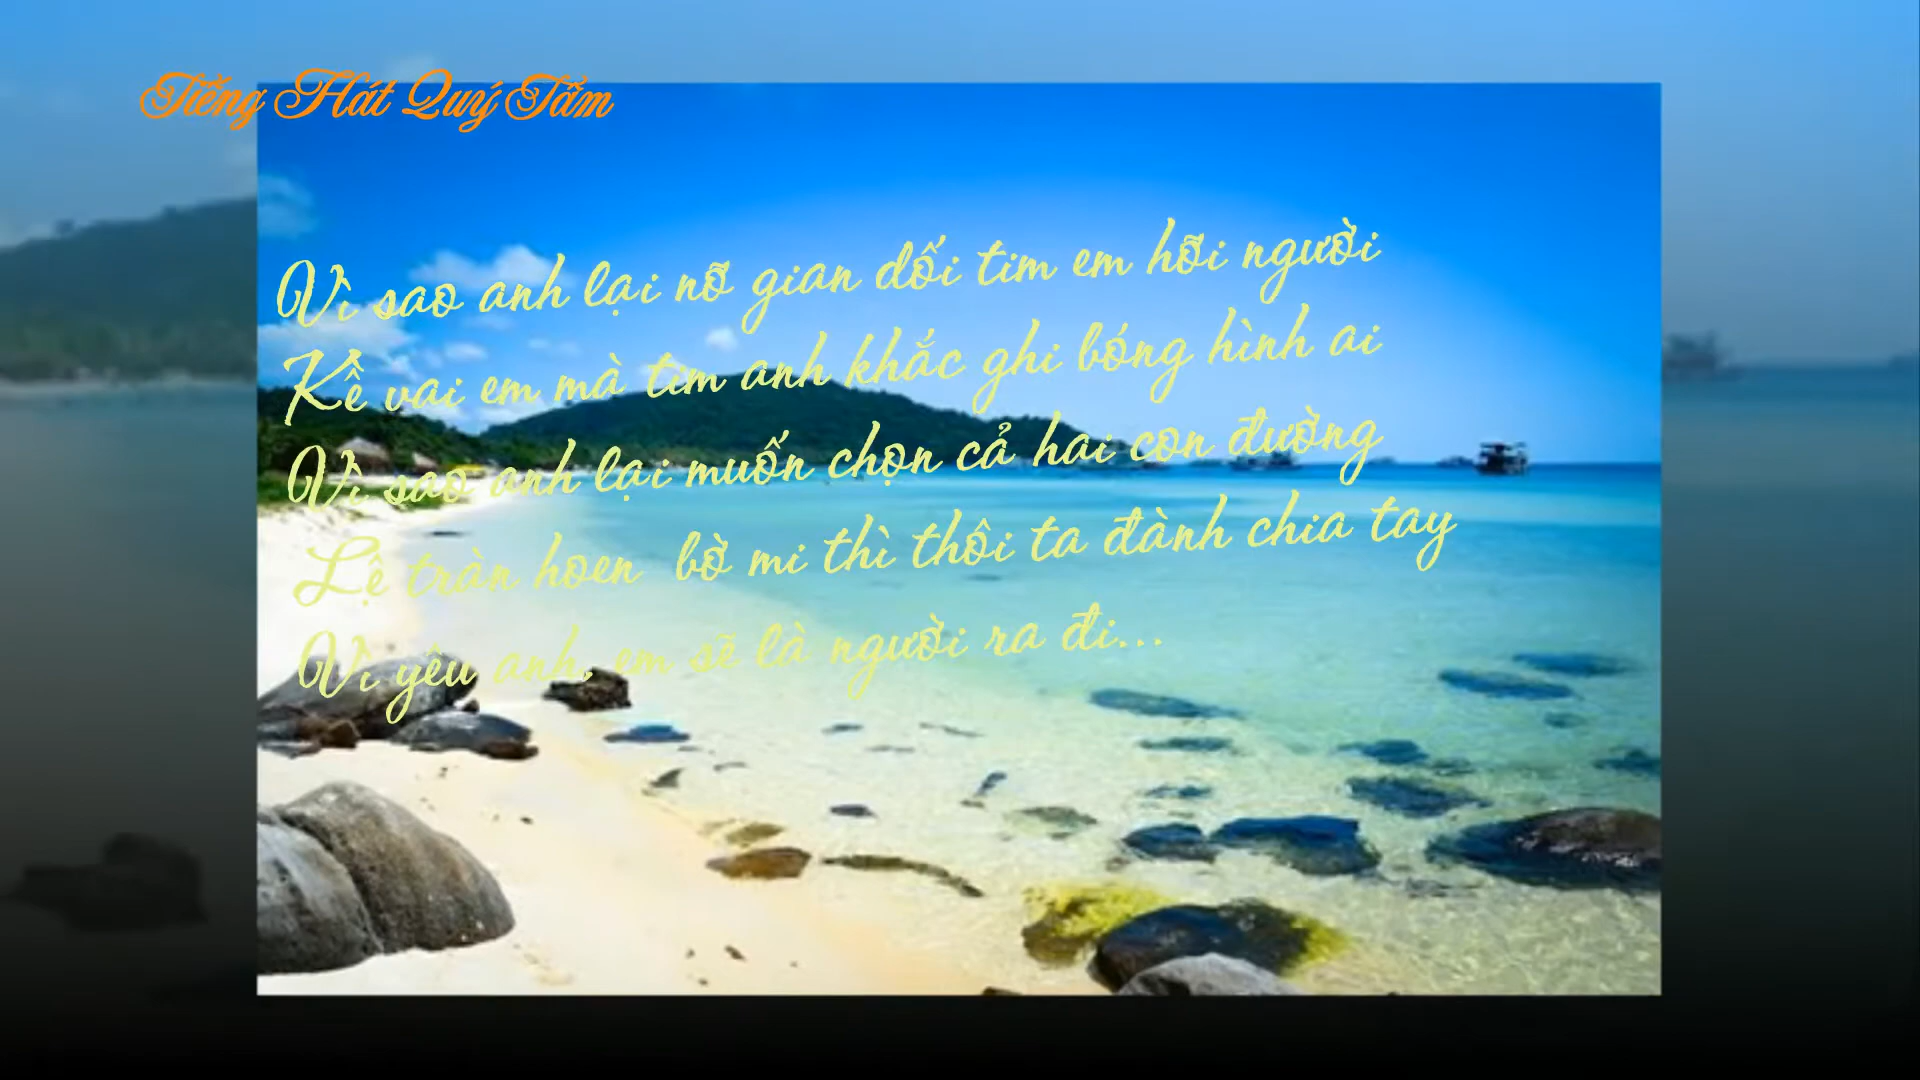 Tiếng Hát Quý Tâm
Vì sao anh lại nỡ gian dối tim em hỡi người
Kề vai em mà tim anh khắc ghi bóng hình ai
Vì sao anh lại muốn chọn cả hai con đường
Lệ tràn hoen bờ mi thì thôi ta đành chia tay
Vì yêu anh, em sẽ là người ra đi...